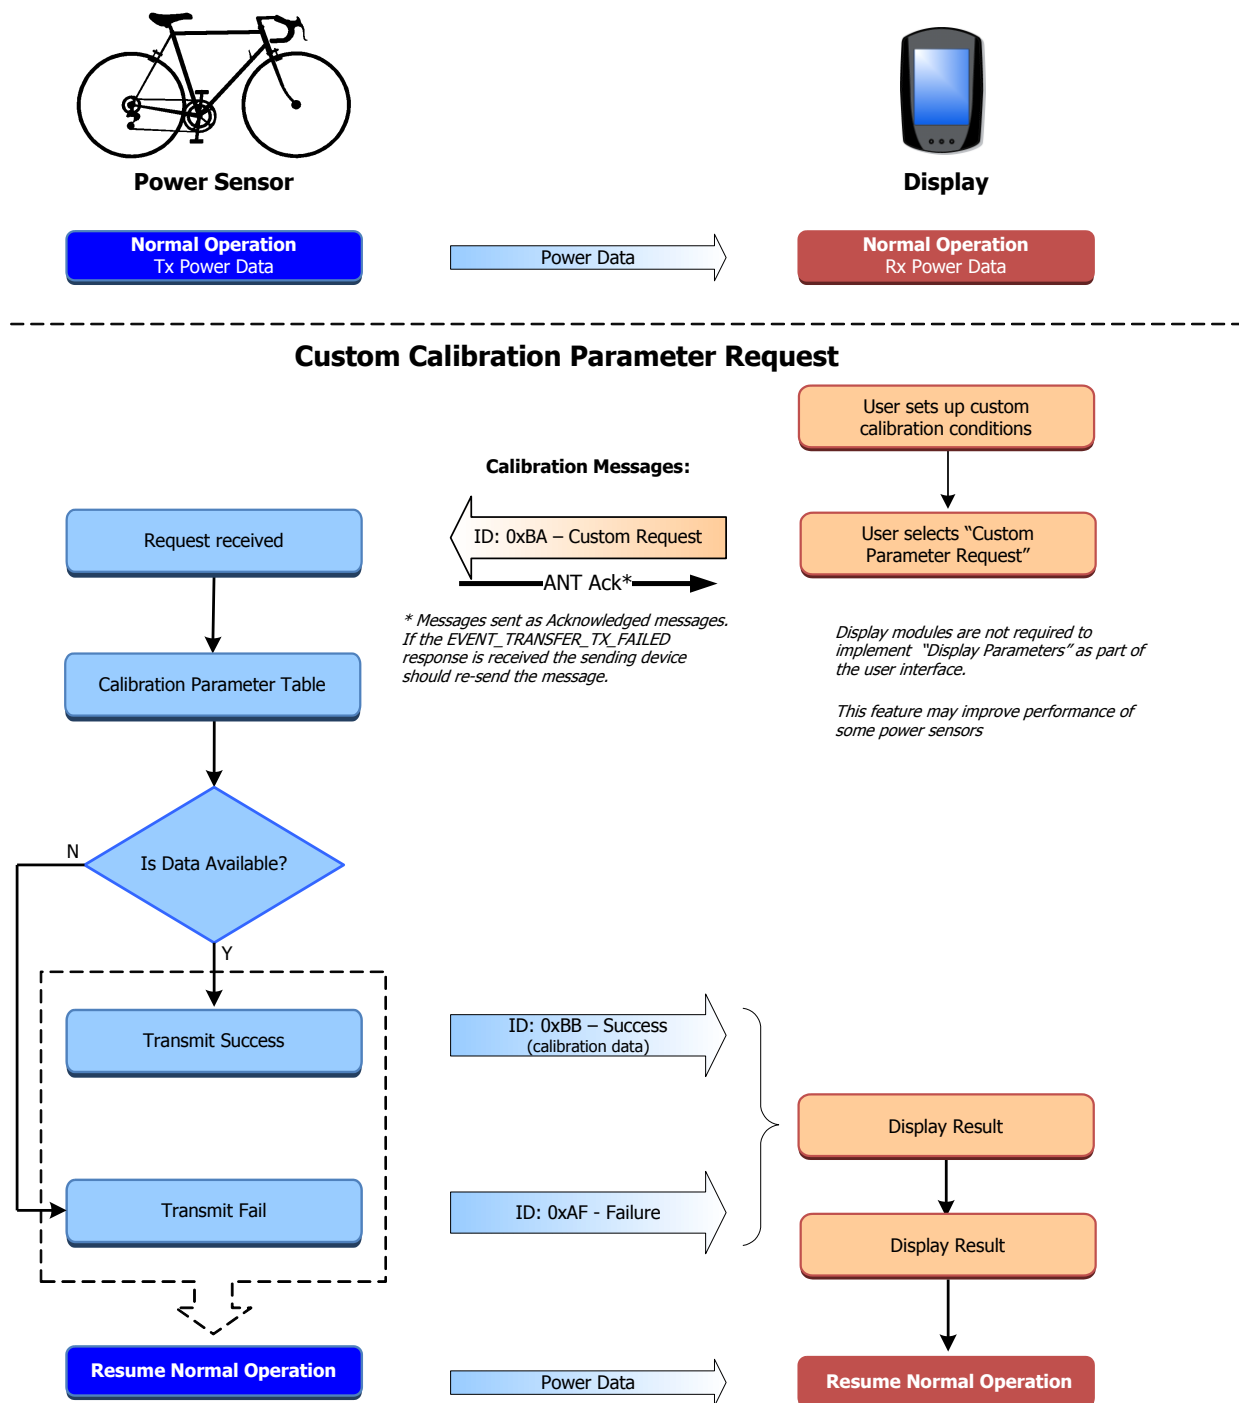 Power Sensor
Display
Normal Operation
Tx Power Data
Power Data
Normal Operation
Rx Power Data
Custom Calibration Parameter Request
User sets up custom
calibration conditions
Calibration Messages:
Request received
ID: 0xBA – Custom Request
User selects “Custom
Parameter Request”
ANT Ack*
* Messages sent as Acknowledged messages.
If the EVENT_TRANSFER_TX_FAILED
response is received the sending device
should re-send the message.
Display modules are not required to
implement “Display Parameters” as part of
the user interface.
This feature may improve performance of
some power sensors
Calibration Parameter Table
Is Data Available?
N
Y
Transmit Success
ID: 0xBB – Success
(calibration data)
Display Result
Transmit Fail
ID: 0xAF - Failure
Display Result
Resume Normal Operation
Power Data
Resume Normal Operation